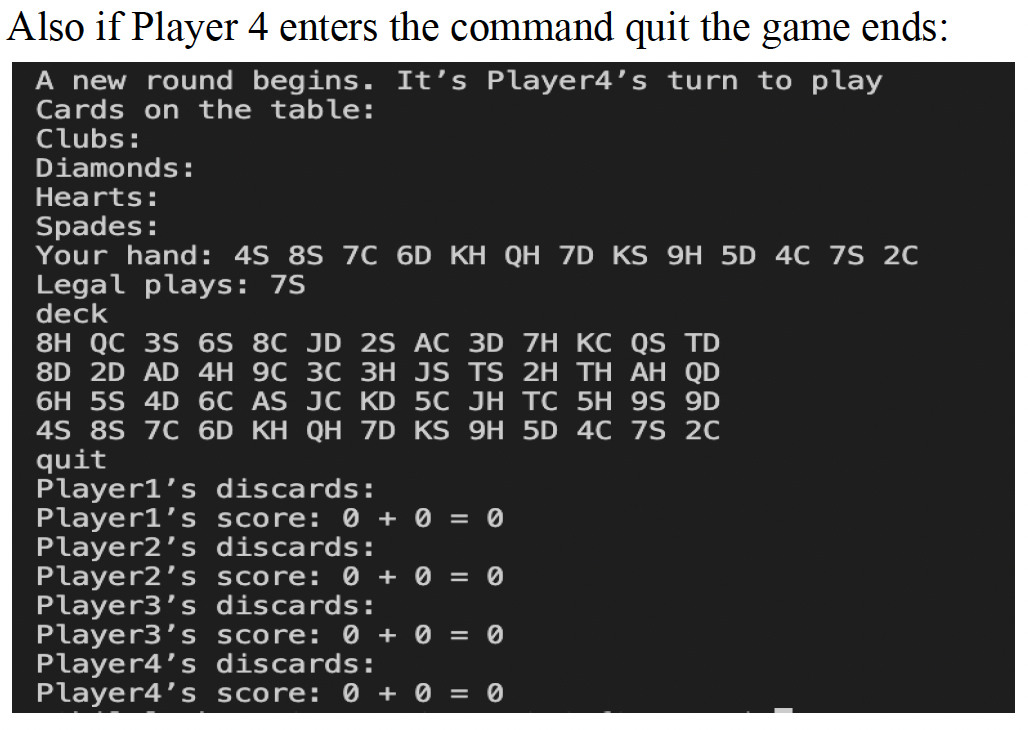 Also if Player 4 enters the command quit the game ends:
A new round begins. It’s Player4’s turn to play
Cards on the table:
Clubs:
Diamonds:
Hearts:
Spades:
Your hand: 4S 8S 7C 6D KH QH 7D KS 9H 5D 4C 7S 2C
Legal plays: 7S
deck
8H QC 3S 6S 8C JD 2S AC 3D 7H KC QS TD
8D 2D AD 4H 9C 3C 3H JS TS 2H TH AH QD
6H 5S 4D 6C AS JC KD 5C JH TC 5H 9S 9D
4S 8S 7C 6D KH QH 7D KS 9H 5D 4C 7S 2C
quit
Player1’s discards:
Player1’s score: 0 + 0 = 0
Player2’s discards:
Player2’s score: 0 + 0 = 0
Player3’s discards:
Player3’s score: 0 + 0 = 0
Player4’s discards:
Player4’s score: 0 + 0 = 0